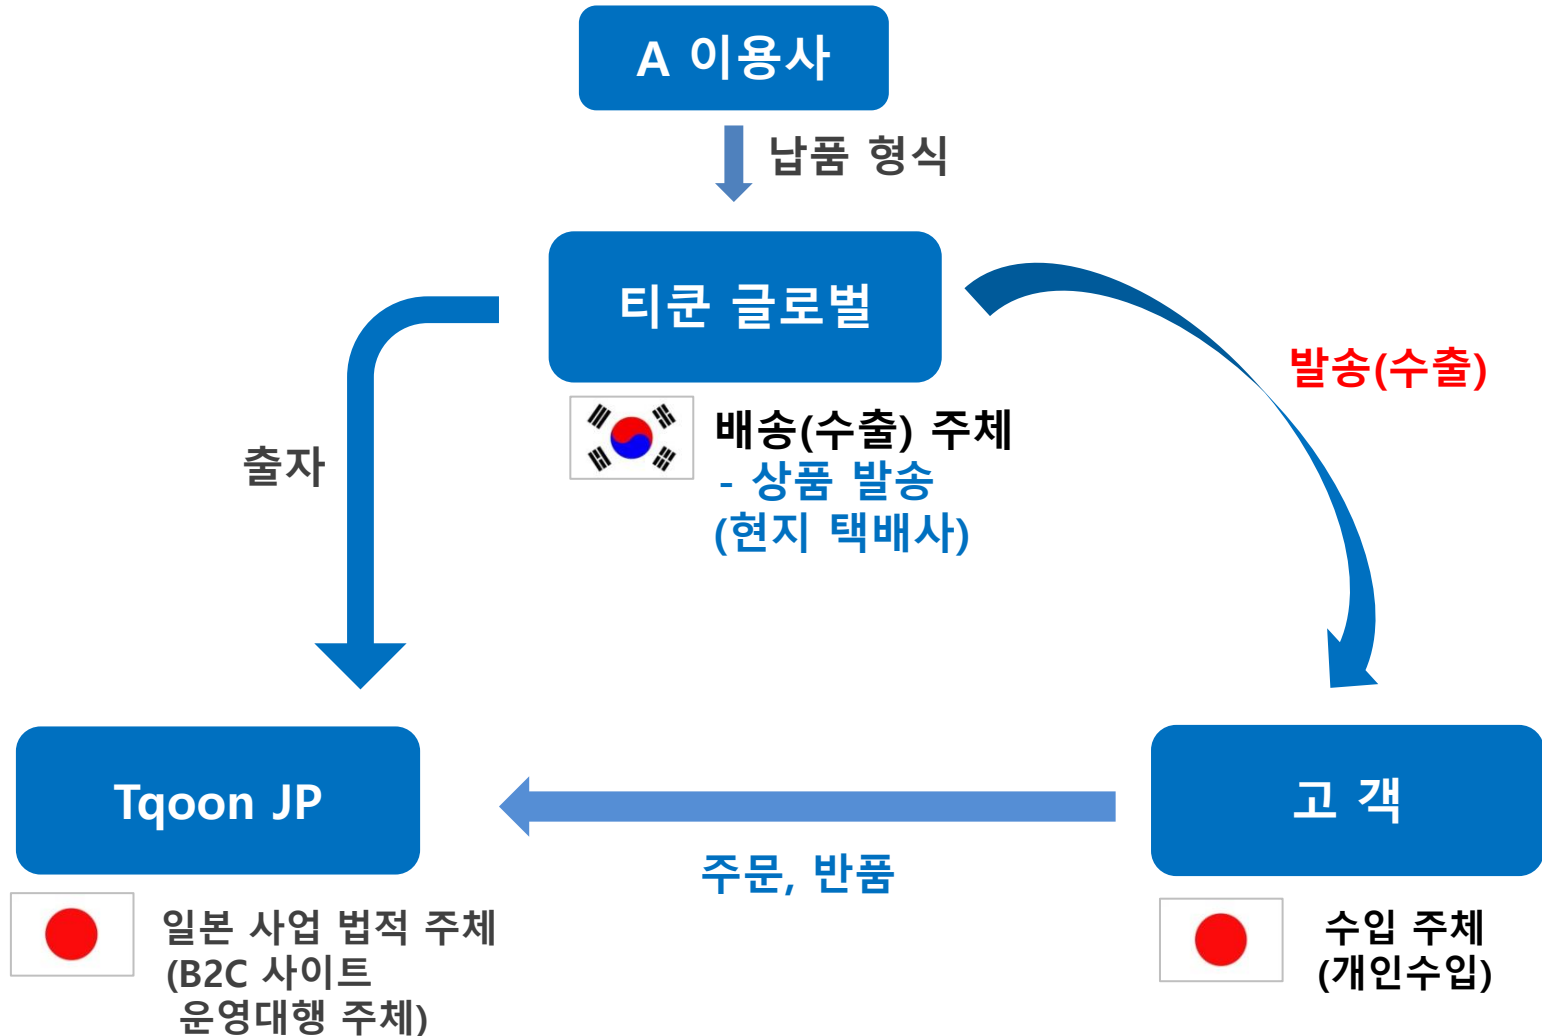 A 이용사
납품 형식
티쿤 글로벌
발송(수출)
배송(수출) 주체
- 상품 발송
(현지 택배사)
출자
Tqoon JP
고 객
주문, 반품
일본 사업 법적 주체
(B2C 사이트
운영대행 주체)
수입 주체
(개인수입)